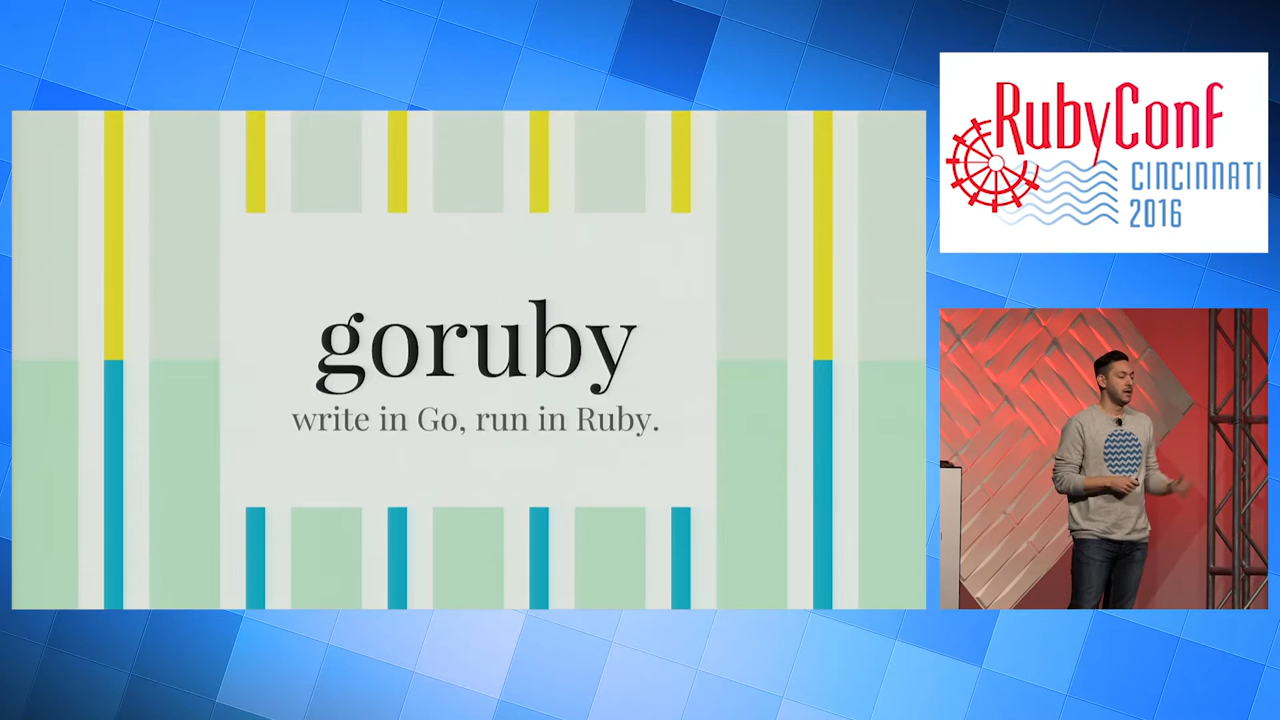 goruby
write in Go, run in Ruby.
RubyConf
CINCINNATI
2016